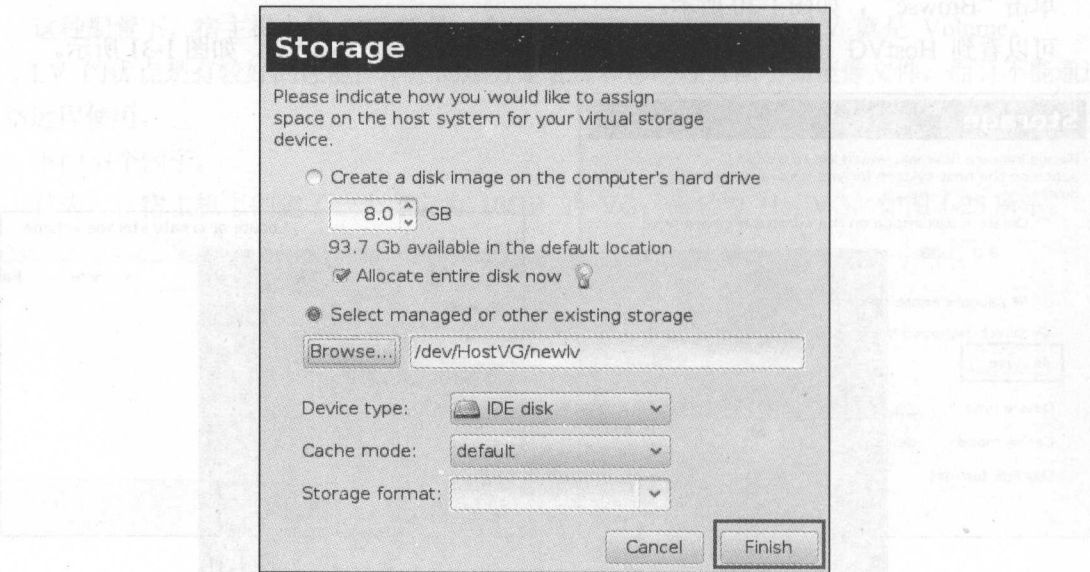 Storage
Please indicate how you would like to assign
space on the host system for your virtual storage
device.
Create a disk image on the computer's hard drive
8.0 GB
93.7 Gb available in the default location
Allocate entire disk now
Select managed or other existing storage
Browse... /dev/HostVG/newlv
Device type: IDE disk
Cache mode: default
Storage format:
Cancel Finish